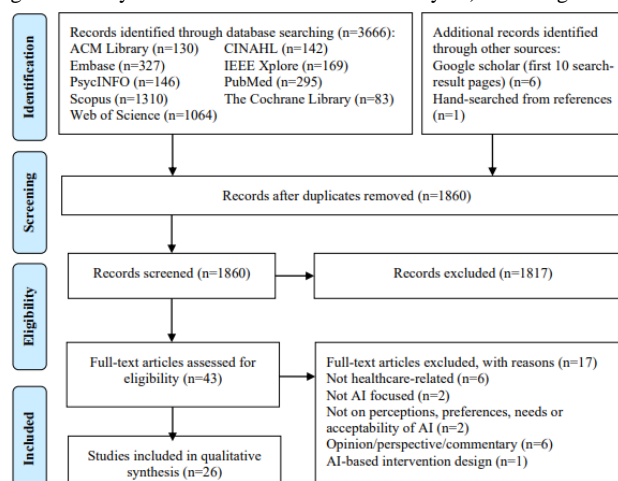 Identification
Records identified through database searching (n=3666):
ACM Library (n=130) CINAHL (n=142)
Embase (n=327) IEEE Xplore (n=169)
PsycINFO (n=146) PubMed (n=295)
Scopus (n=1310) The Cochrane Library (n=83)
Web of Science (n=1064)
Additional records identified
through other sources:
Google scholar (first 10 search-
result pages) (n=6)
Hand-searched from references
(n=1)
Screening
Records after duplicates removed (n=1860)
Records screened (n=1860)
Records excluded (n=1817)
Eligibility
Full-text articles assessed for
eligibility (n=43)
Full-text articles excluded, with reasons (n=17)
Not healthcare-related (n=6)
Not AI focused (n=2)
Not on perceptions, preferences, needs or
acceptability of AI (n=2)
Opinion/perspective/commentary (n=6)
AI-based intervention design (n=1)
Included
Studies included in qualitative
synthesis (n=26)